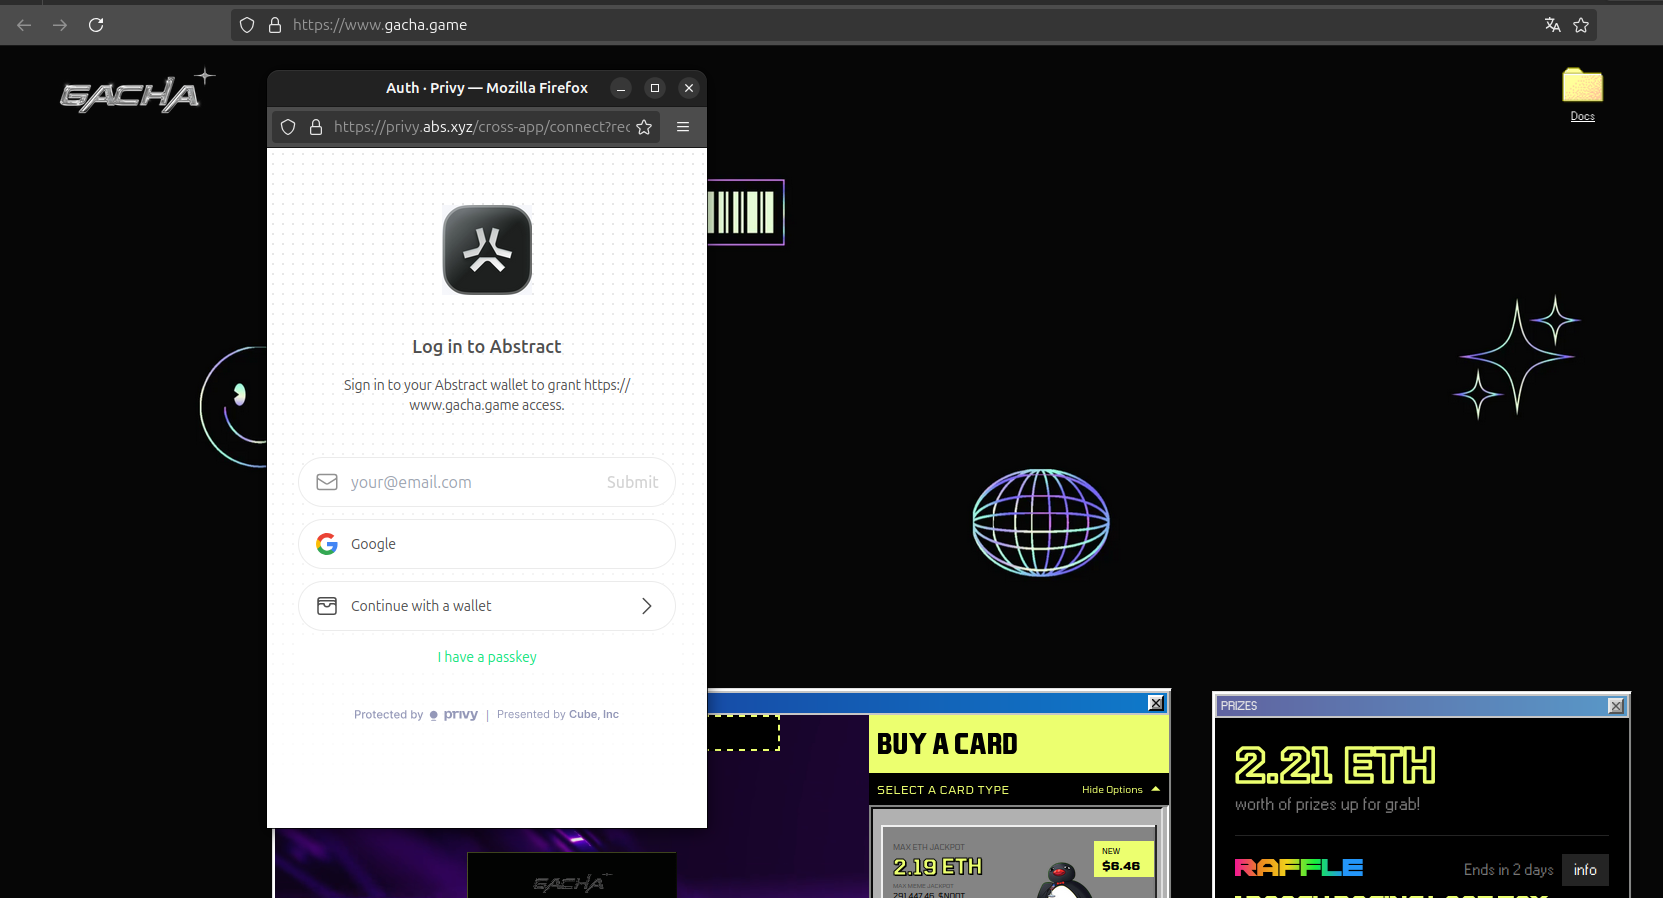 https://www.gacha.game
GACHA
Docs
Auth · Privy — Mozilla Firefox
https://privy.abs.xyz/cross-app/connect?rec
Log in to Abstract
Sign in to your Abstract wallet to grant https://
www.gacha.game access.
your@email.com
Submit
Google
Continue with a wallet
I have a passkey
Protected by privy | Presented by Cube, Inc
BUY A CARD
SELECT A CARD TYPE
Hide Options
MAX ETH JACKPOT
2.19 ETH
MAX MEME JACKPOT
NEW
$6.46
GACHA
PRIZES
2.21 ETH
worth of prizes up for grab!
RAFFLE
Ends in 2 days
info